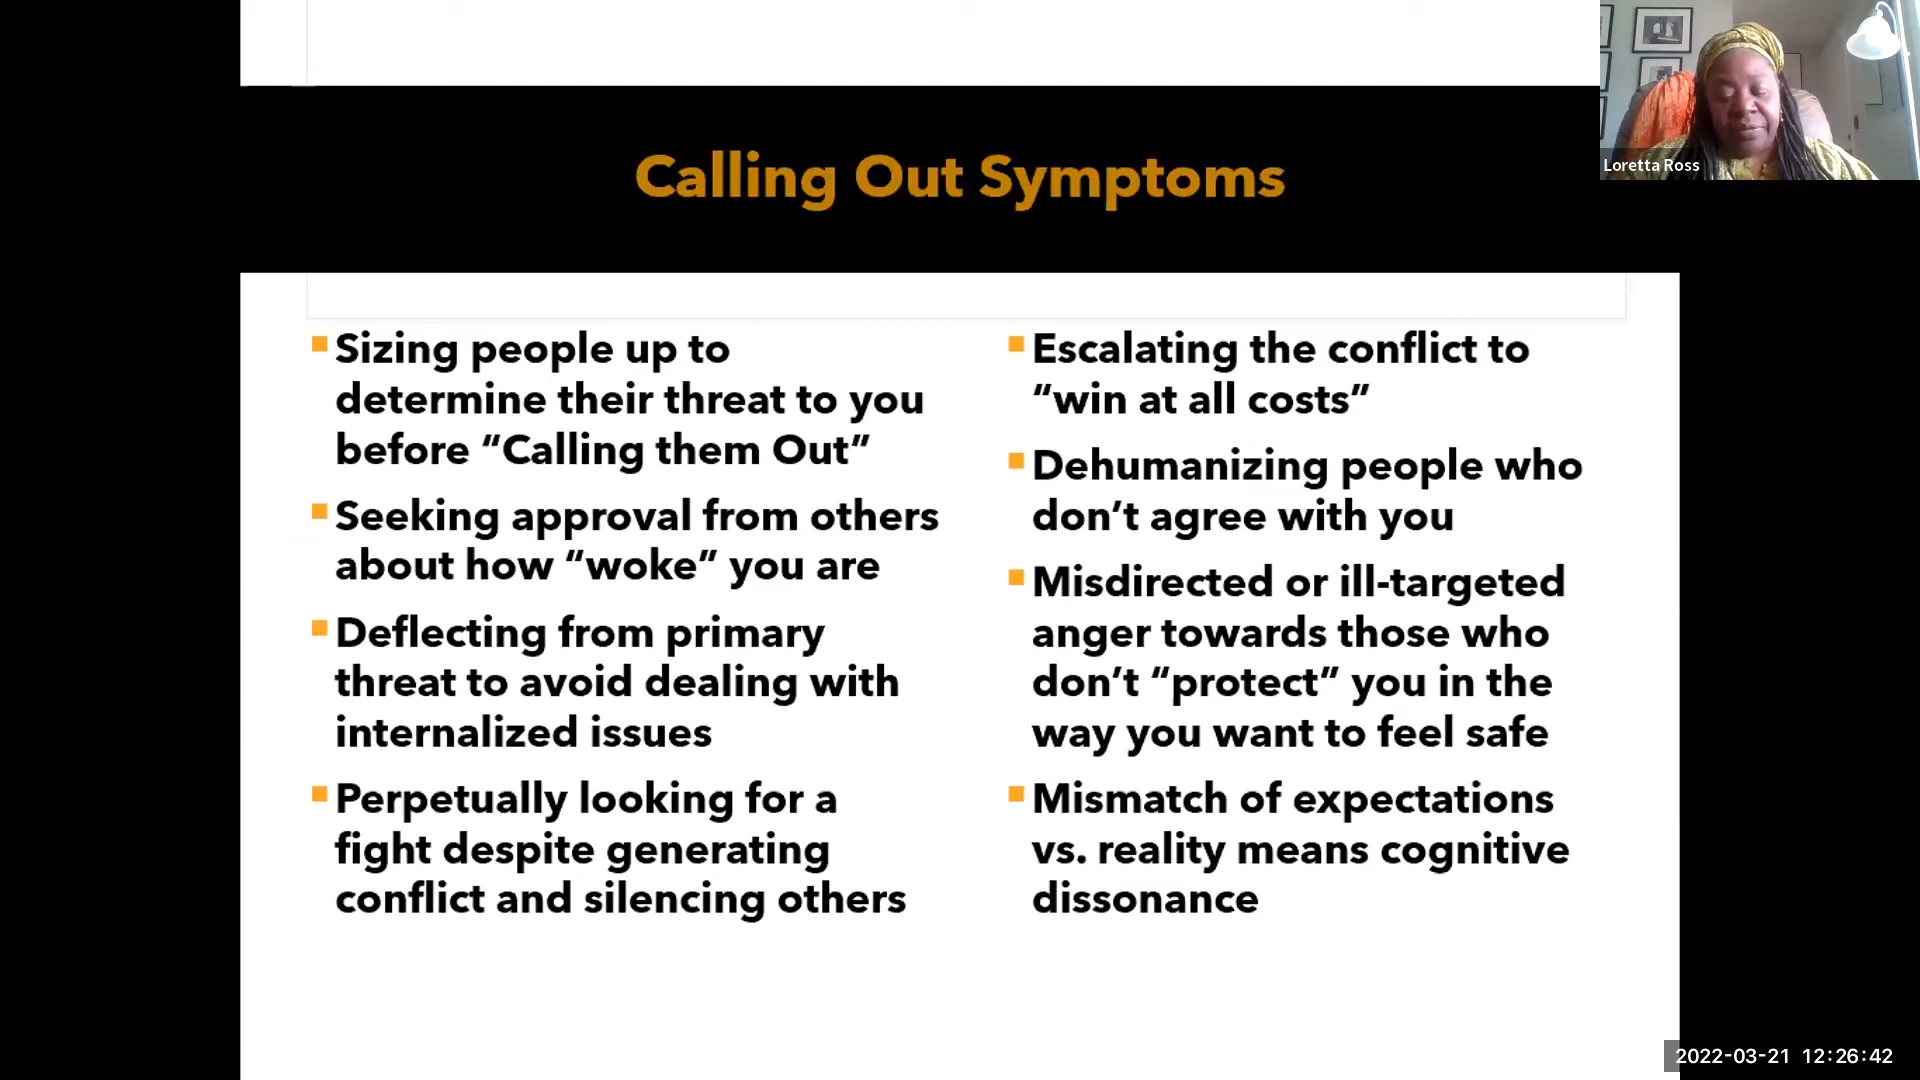 Calling Out Symptoms
Loretta Ross
Sizing people up to
determine their threat to you
before “Calling them Out”
Seeking approval from others
about how “woke” you are
Deflecting from primary
threat to avoid dealing with
internalized issues
Perpetually looking for a
fight despite generating
conflict and silencing others
Escalating the conflict to
“win at all costs”
Dehumanizing people who
don’t agree with you
Misdirected or ill-targeted
anger towards those who
don’t “protect” you in the
way you want to feel safe
Mismatch of expectations
vs. reality means cognitive
dissonance
2022-03-21 12:26:42